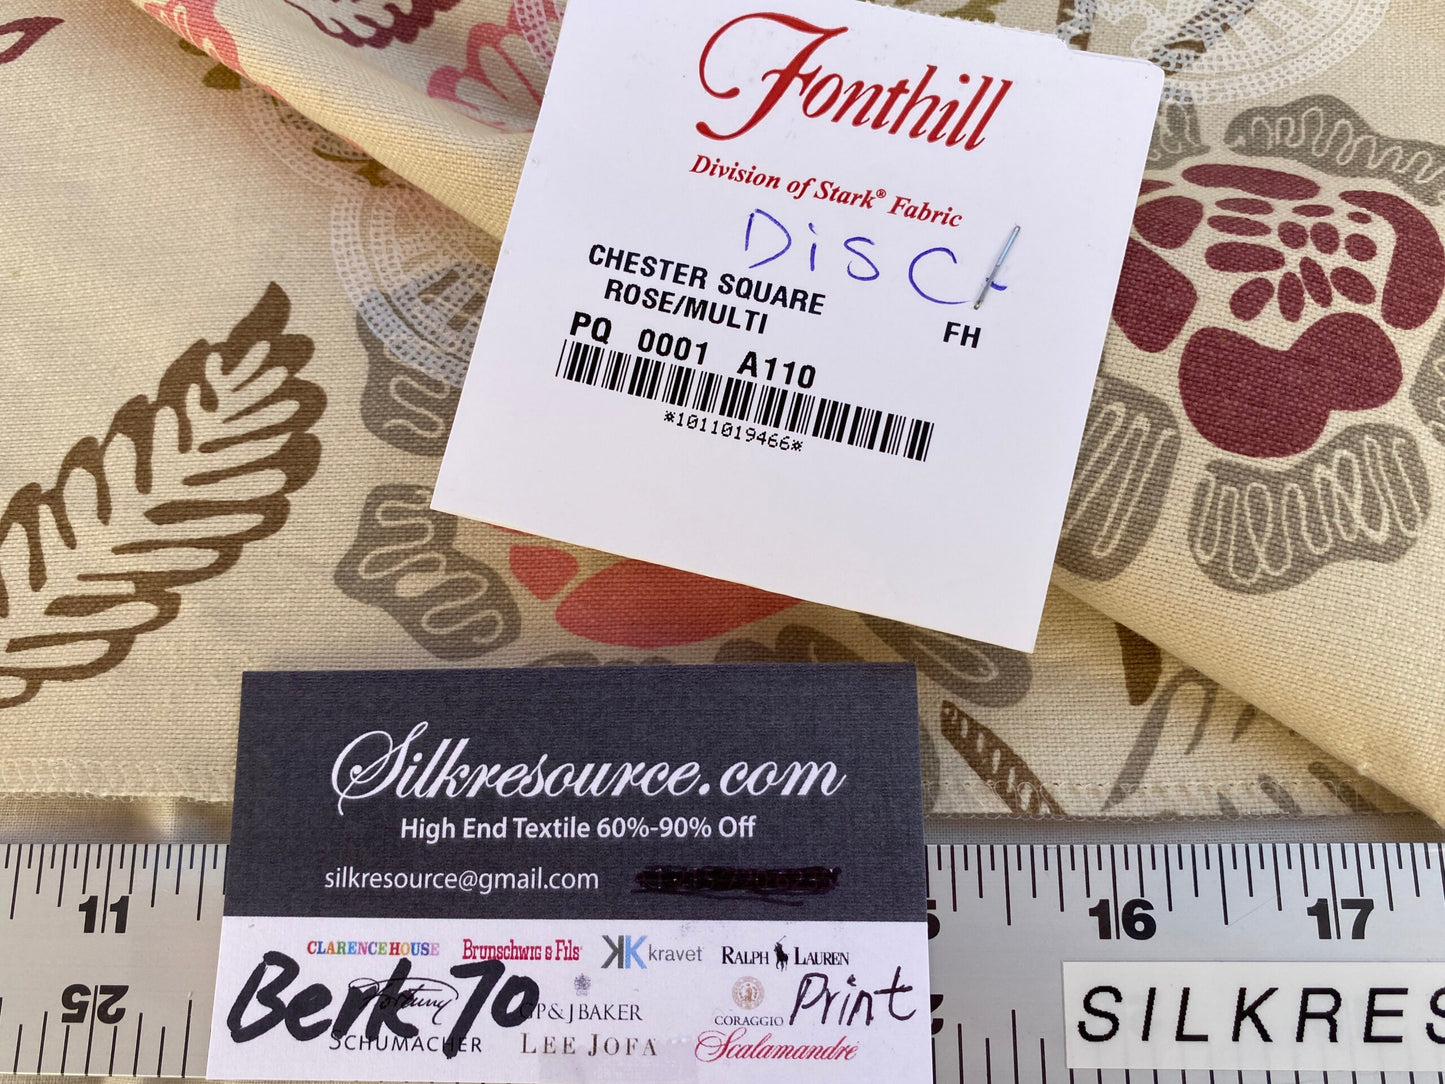 Fonthill
Division of Stark® Fabric
DISC
CHESTER SQUARE
ROSE/MULTI
FH
PQ 0001 A110
*1011019466*
Silkresource.com
High End Textile 60%-90% Off
silkresource@gmail.com
CLARENCE HOUSE BRUNSCHWIG & FILS kravet RALPH LAUREN
Berk 70 Print
Fortuny GP & J BAKER CORAGGIO
SCHUMACHER LEE JOFA Scalamandré
11 16 17
25
SILKRES